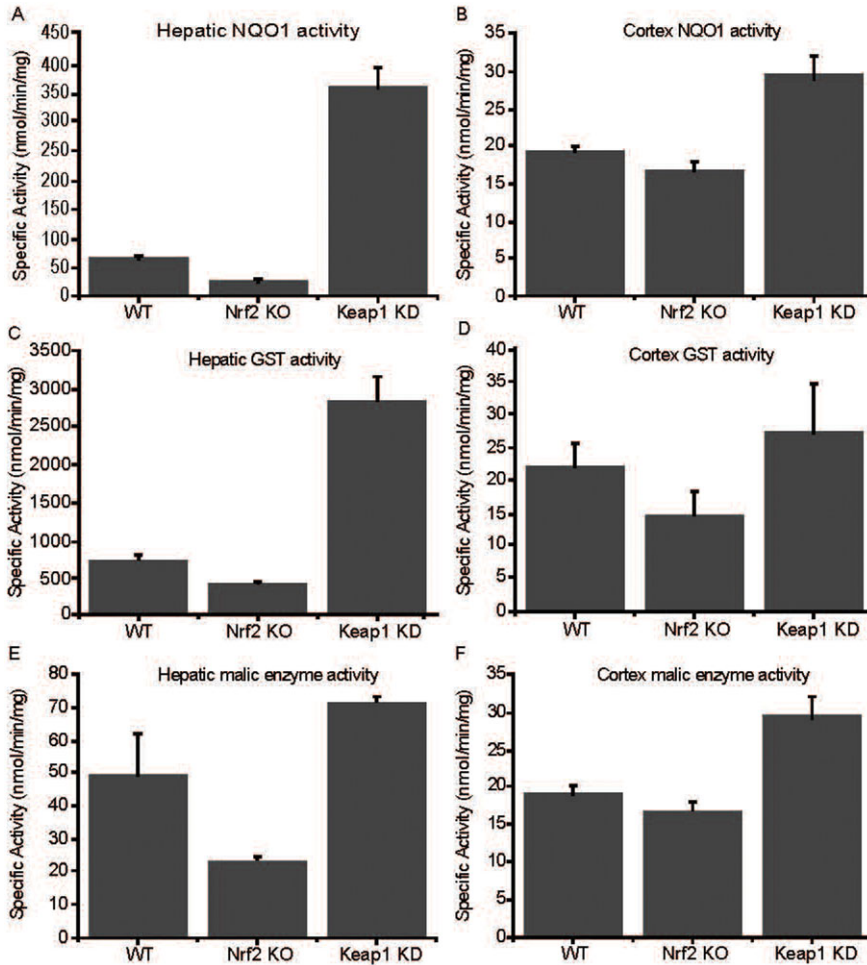 A
Hepatic NQO1 activity
Specific Activity (nmol/min/mg)
450
400
350
300
350
200
150
100
50
0
WT Nrf2 KO Keap1 KD
B
Cortex NQO1 activity
Specific Activity (nmol/min/mg)
35
30
25
20
15
10
5
0
WT Nrf2 KO Keap1 KD
C
Hepatic GST activity
Specific Activity (nmol/min/mg)
3500
3000
2500
2000
1500
1000
500
0
WT Nrf2 KO Keap1 KD
D
Cortex GST activity
Specific Activity (nmol/min/mg)
40
35
30
25
20
15
10
5
0
WT Nrf2 KO Keap1 KD
E
Hepatic malic enzyme activity
Specific Activity (nmol/min/mg)
80
70
60
50
40
30
20
10
0
WT Nrf2 KO Keap1 KD
F
Cortex malic enzyme activity
Specific Activity (nmol/min/mg)
35
30
25
20
15
10
5
0
WT Nrf2 KO Keap1 KD